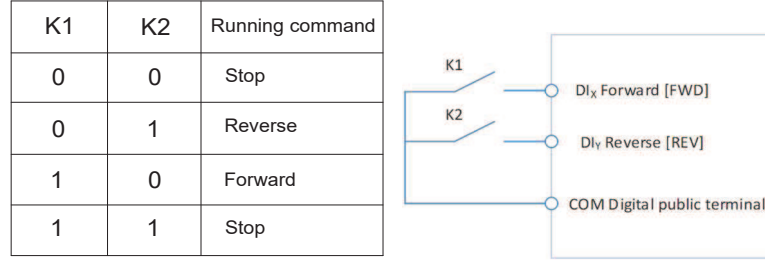 K1 K2 Running command
0 0 Stop
0 1 Reverse
1 0 Forward
1 1 Stop
K1
DIX Forward [FWD]
K2
DIY Reverse [REV]
COM Digital public terminal